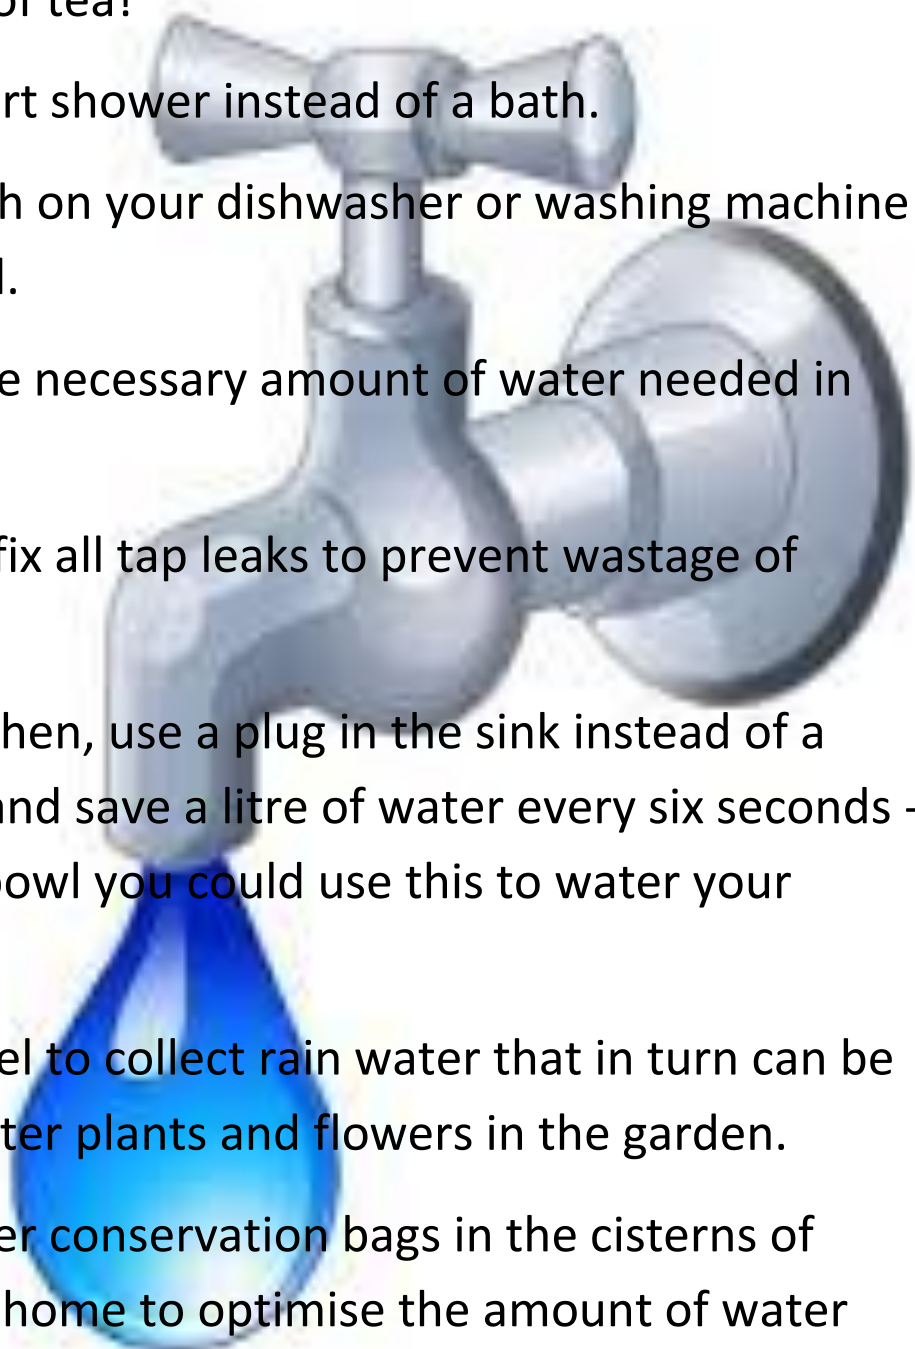 of tea!
rt shower instead of a bath.
h on your dishwasher or washing machine
l.
e necessary amount of water needed in
fix all tap leaks to prevent wastage of
hen, use a plug in the sink instead of a
and save a litre of water every six seconds -
bowl you could use this to water your
el to collect rain water that in turn can be
ter plants and flowers in the garden.
er conservation bags in the cisterns of
home to optimise the amount of water